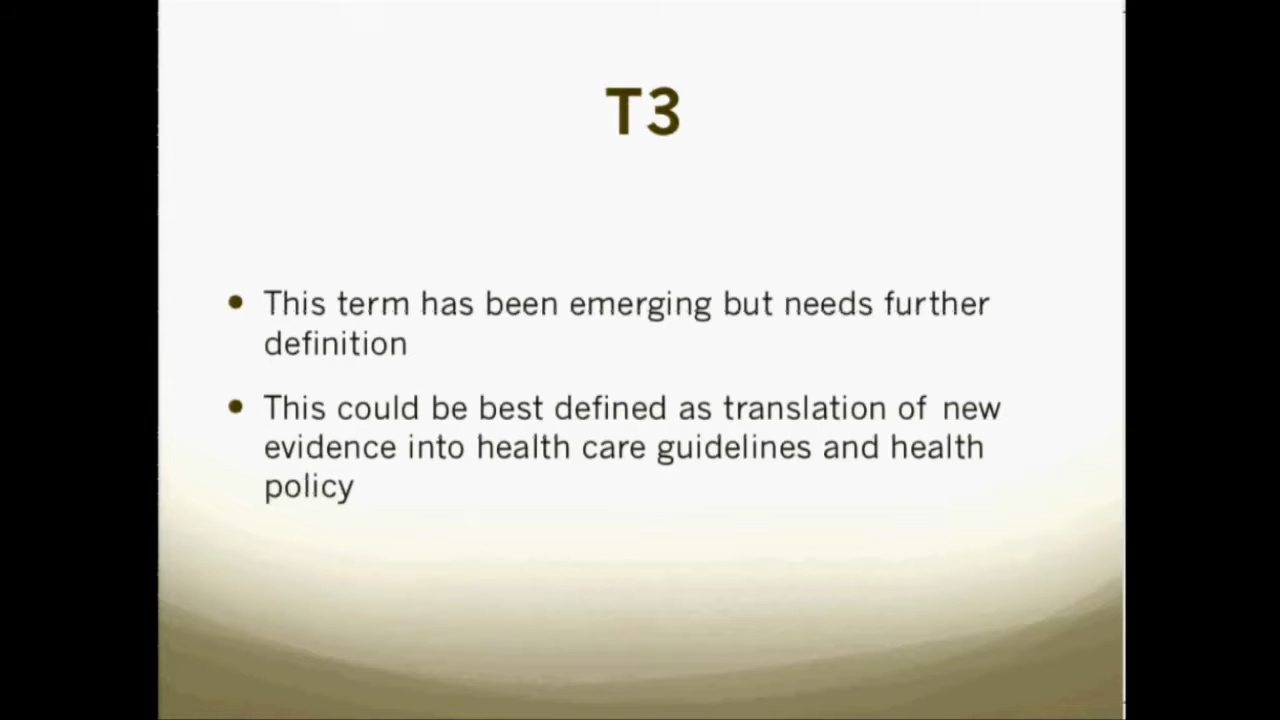 T3
• This term has been emerging but needs further
definition
• This could be best defined as translation of new
evidence into health care guidelines and health
policy